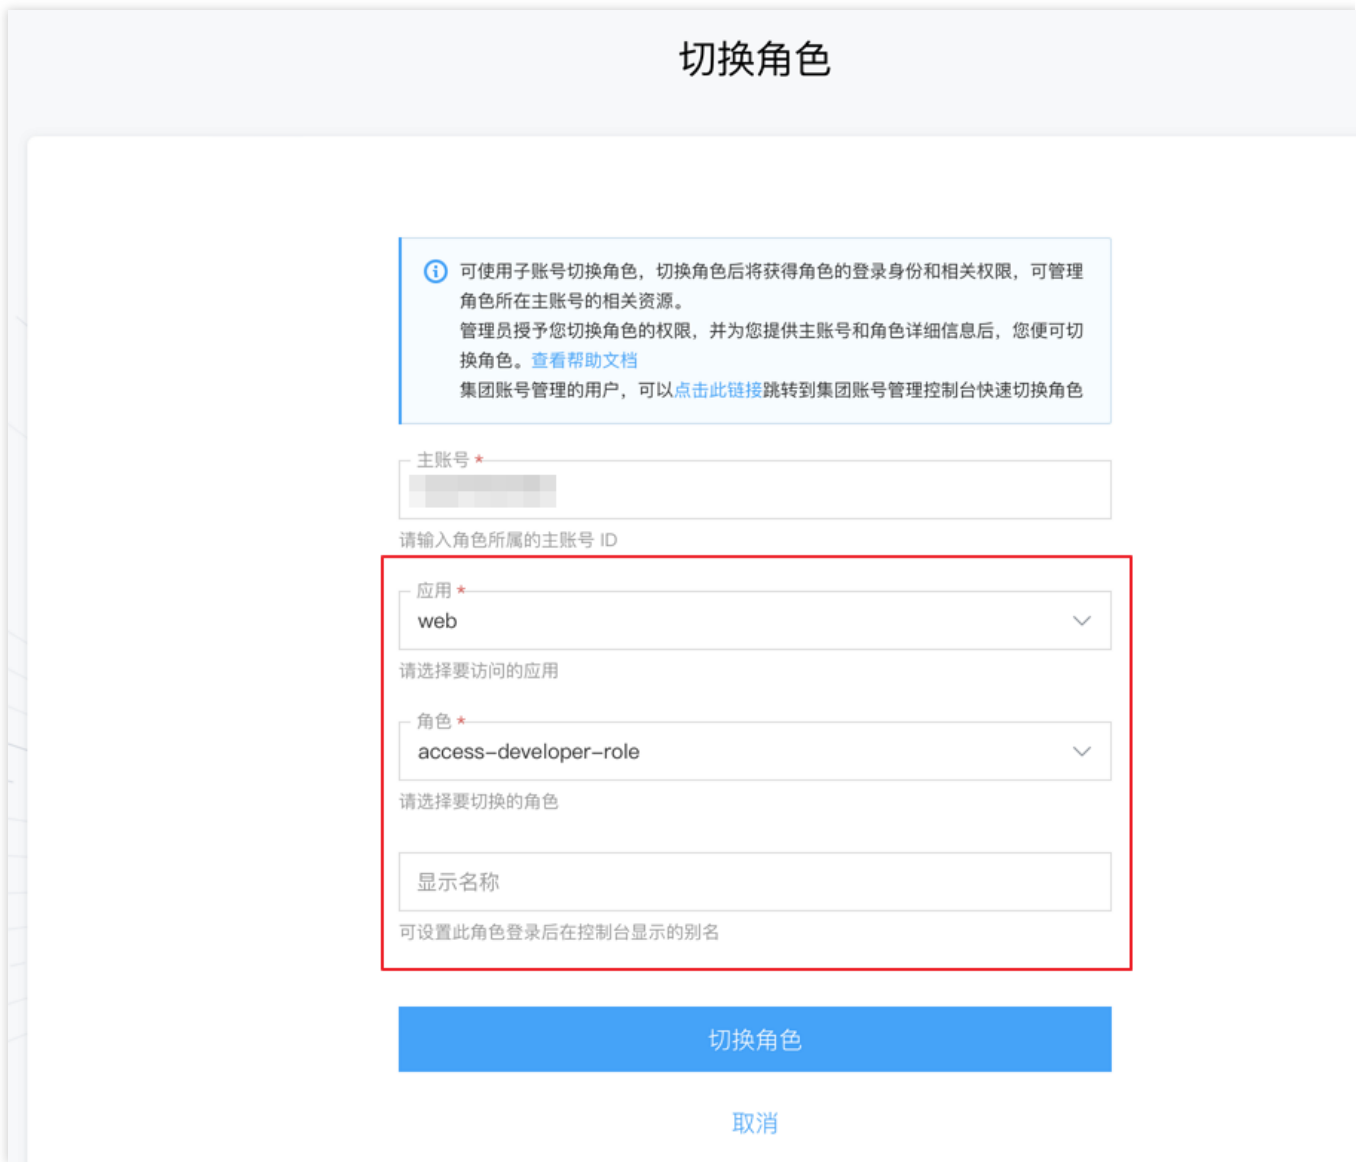 切换角色
可使用子账号切换角色，切换角色后将获得角色的登录身份和相关权限，可管理
角色所在主账号的相关资源。
管理员授予您切换角色的权限，并为您提供主账号和角色详细信息后，您便可切
换角色。查看帮助文档
集团账号管理的用户，可以点击此链接跳转到集团账号管理控制台快速切换角色
主账号 *
请输入角色所属的主账号 ID
应用 *
web
请选择要访问的应用
角色 *
access-developer-role
请选择要切换的角色
显示名称
可设置此角色登录后在控制台显示的别名
切换角色
取消